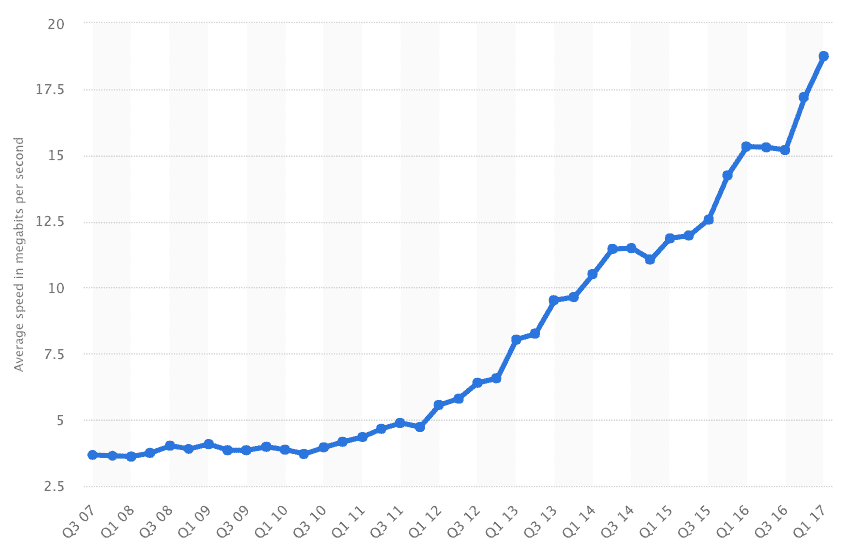 20
17.5
15
12.5
10
7.5
5
2.5
Average speed in megabits per second
Q3 07
Q1 08
Q3 08
Q1 09
Q3 09
Q1 10
Q3 10
Q1 11
Q3 11
Q1 12
Q3 12
Q1 13
Q3 13
Q1 14
Q3 14
Q1 15
Q3 15
Q1 16
Q3 16
Q1 17